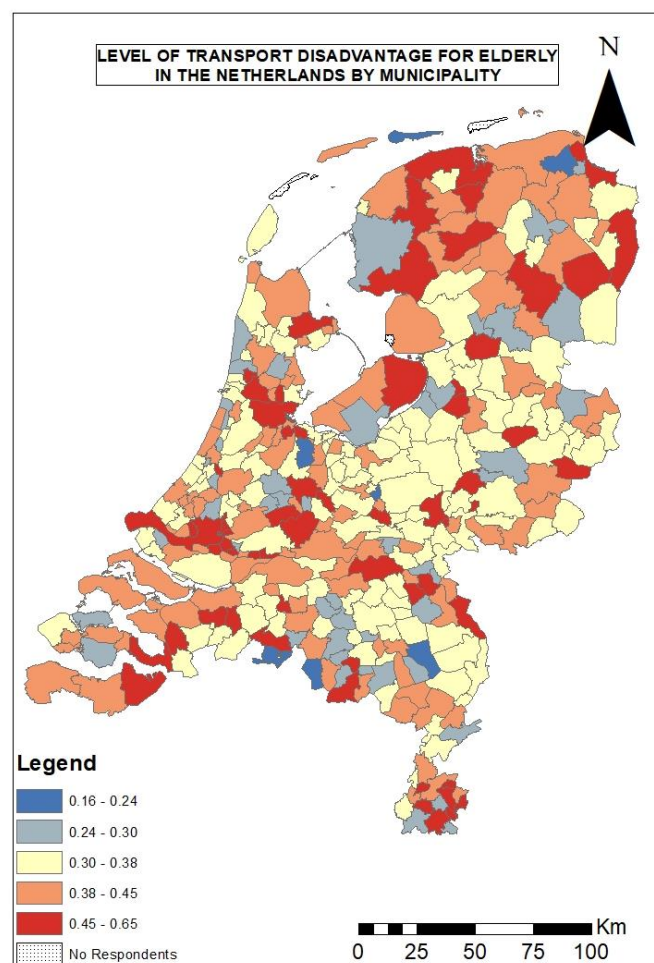 LEVEL OF TRANSPORT DISADVANTAGE FOR ELDERLY
IN THE NETHERLANDS BY MUNICIPALITY
N
Legend
0.16 - 0.24
0.24 - 0.30
0.30 - 0.38
0.38 - 0.45
0.45 - 0.65
No Respondents
Km
0 25 50 75 100